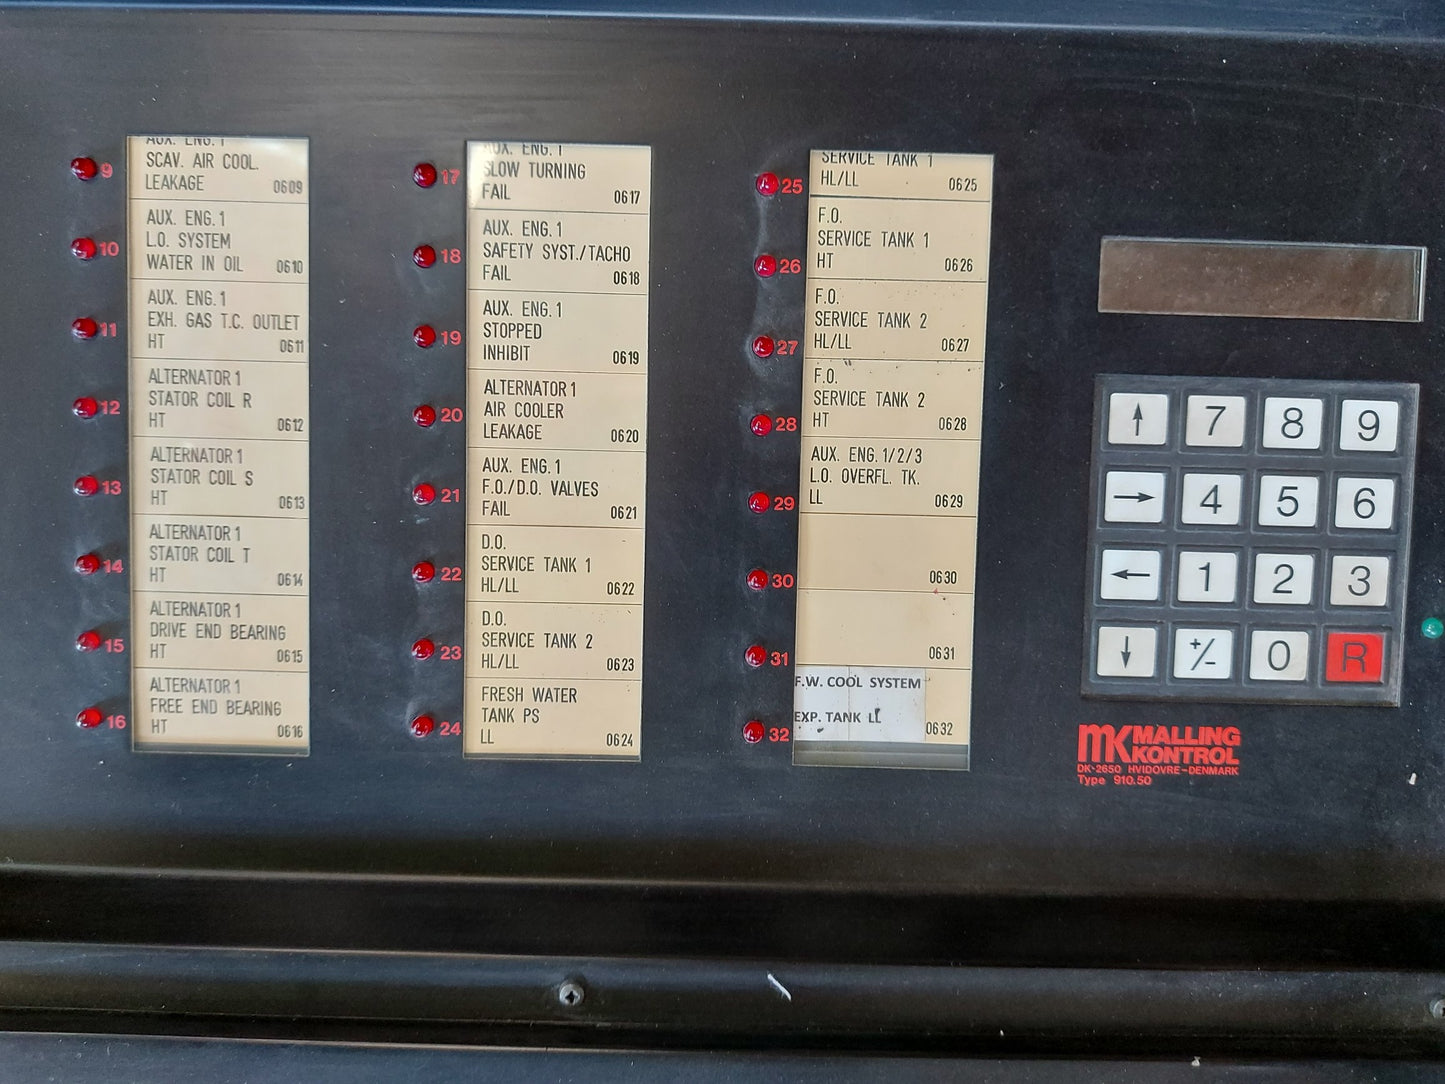 9
AUX. ENG. 1
SCAV. AIR COOL.
LEAKAGE 0609
10
AUX. ENG. 1
L.O. SYSTEM
WATER IN OIL 0610
11
AUX. ENG. 1
EXH. GAS T.C. OUTLET
HT 0611
12
ALTERNATOR 1
STATOR COIL R
HT 0612
13
ALTERNATOR 1
STATOR COIL S
HT 0613
14
ALTERNATOR 1
STATOR COIL T
HT 0614
15
ALTERNATOR 1
DRIVE END BEARING
HT 0615
16
ALTERNATOR 1
FREE END BEARING
HT 0616
17
AUX. ENG. 1
SLOW TURNING
FAIL 0617
18
AUX. ENG. 1
SAFETY SYST./TACHO
FAIL 0618
19
AUX. ENG. 1
STOPPED
INHIBIT 0619
20
ALTERNATOR 1
AIR COOLER
LEAKAGE 0620
21
AUX. ENG. 1
F.O./D.O. VALVES
FAIL 0621
22
D.O.
SERVICE TANK 1
HL/LL 0622
23
D.O.
SERVICE TANK 2
HL/LL 0623
24
FRESH WATER
TANK PS
LL 0624
25
SERVICE TANK 1
HL/LL 0625
26
F.O.
SERVICE TANK 1
HT 0626
27
F.O.
SERVICE TANK 2
HL/LL 0627
28
F.O.
SERVICE TANK 2
HT 0628
29
AUX. ENG. 1/2/3
L.O. OVERFL. TK.
LL 0629
30
0630
31
0631
32
F.W. COOL SYSTEM
EXP. TANK LL 0632
↑ 7 8 9
→ 4 5 6
← 1 2 3
↓ +/- 0 R
MK MALLING
KONTROL
DK-2650 HVIDOVRE-DENMARK
Type 910.50